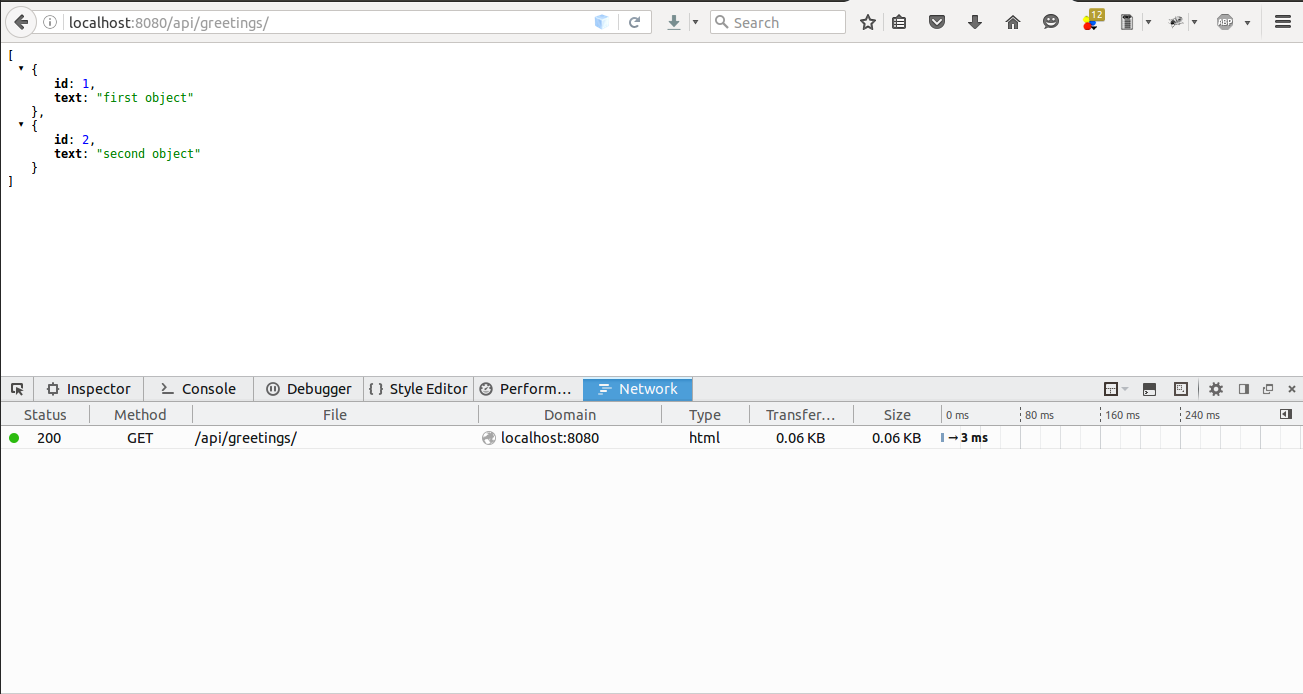 localhost:8080/api/greetings/ Search 12 ABP
[
{
id: 1,
text: "first object"
},
{
id: 2,
text: "second object"
}
]
Inspector Console Debugger { } Style Editor Perform... Network
Status Method File Domain Type Transfer... Size 0 ms 80 ms 160 ms 240 ms
200 GET /api/greetings/ localhost:8080 html 0.06 KB 0.06 KB → 3 ms